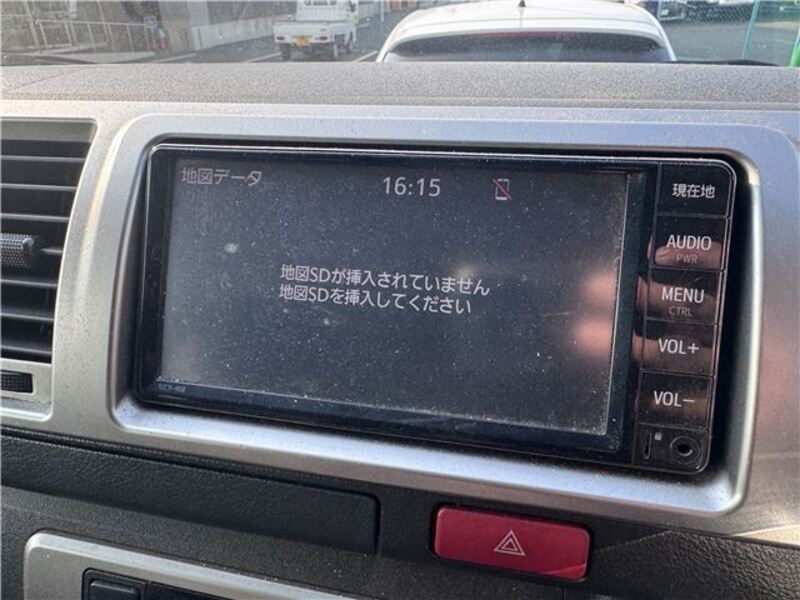 地図データ
16:15
現在地
地図SDが挿入されていません
地図SDを挿入してください
AUDIO
PWR
MENU
CTRL
VOL+
VOL-